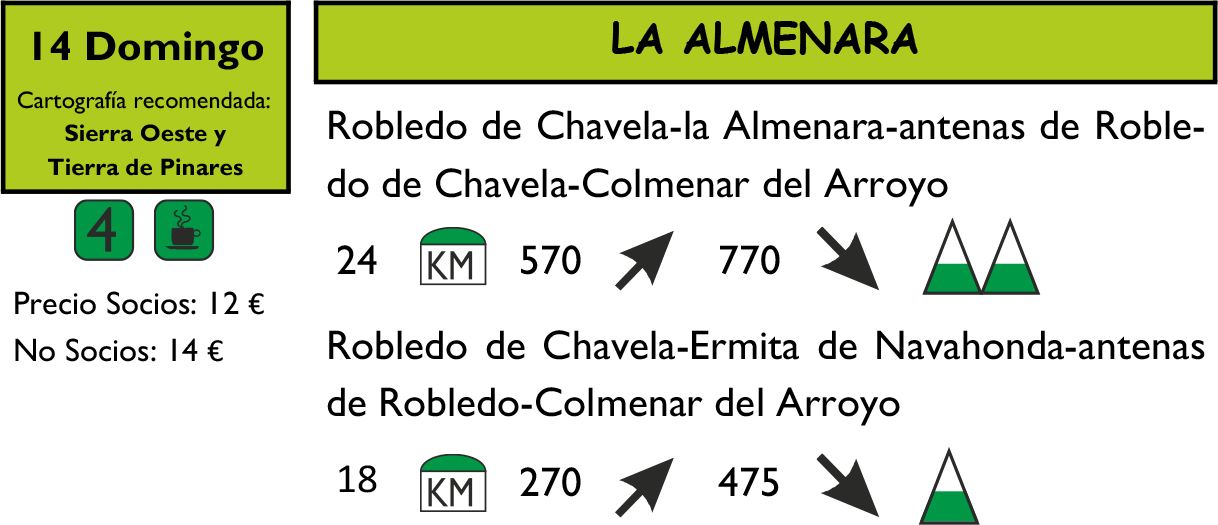 14 Domingo
Cartografía recomendada:
Sierra Oeste y
Tierra de Pinares
4
Precio Socios: 12 €
No Socios: 14 €
LA ALMENARA
Robledo de Chavela-la Almenara-antenas de Roble-
do de Chavela-Colmenar del Arroyo
24 KM 570 770
Robledo de Chavela-Ermita de Navahonda-antenas
de Robledo-Colmenar del Arroyo
18 KM 270 475